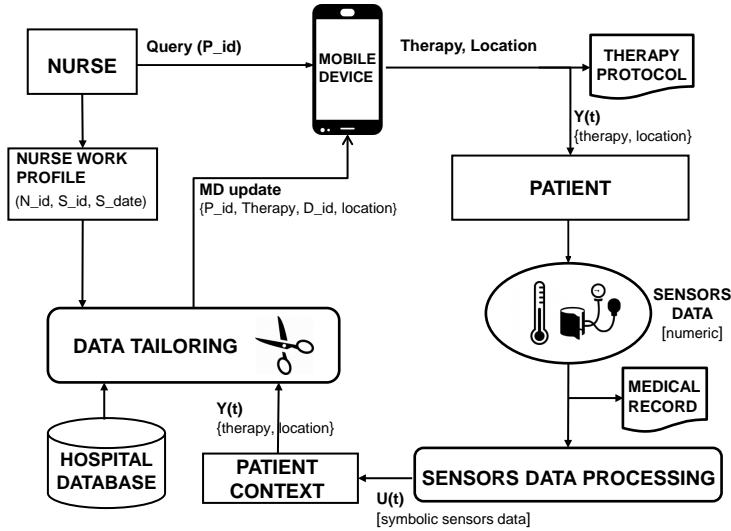 NURSE
Query (P_id)
MOBILE
DEVICE
Therapy, Location
THERAPY
PROTOCOL
Y(t)
{therapy, location}
NURSE WORK
PROFILE
(N_id, S_id, S_date)
MD update
{P_id, Therapy, D_id, location}
PATIENT
SENSORS
DATA
[numeric]
DATA TAILORING
MEDICAL
RECORD
Y(t)
{therapy, location}
HOSPITAL
DATABASE
PATIENT
CONTEXT
SENSORS DATA PROCESSING
U(t)
[symbolic sensors data]